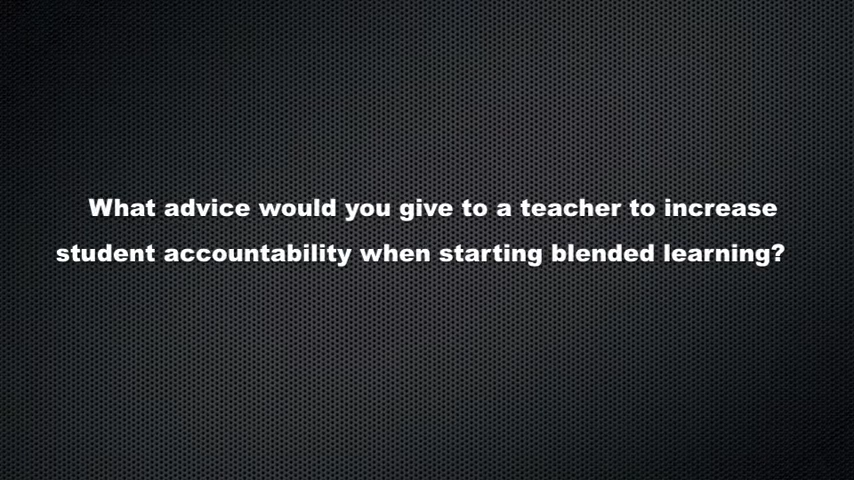 What advice would you give to a teacher to increase
student accountability when starting blended learning?